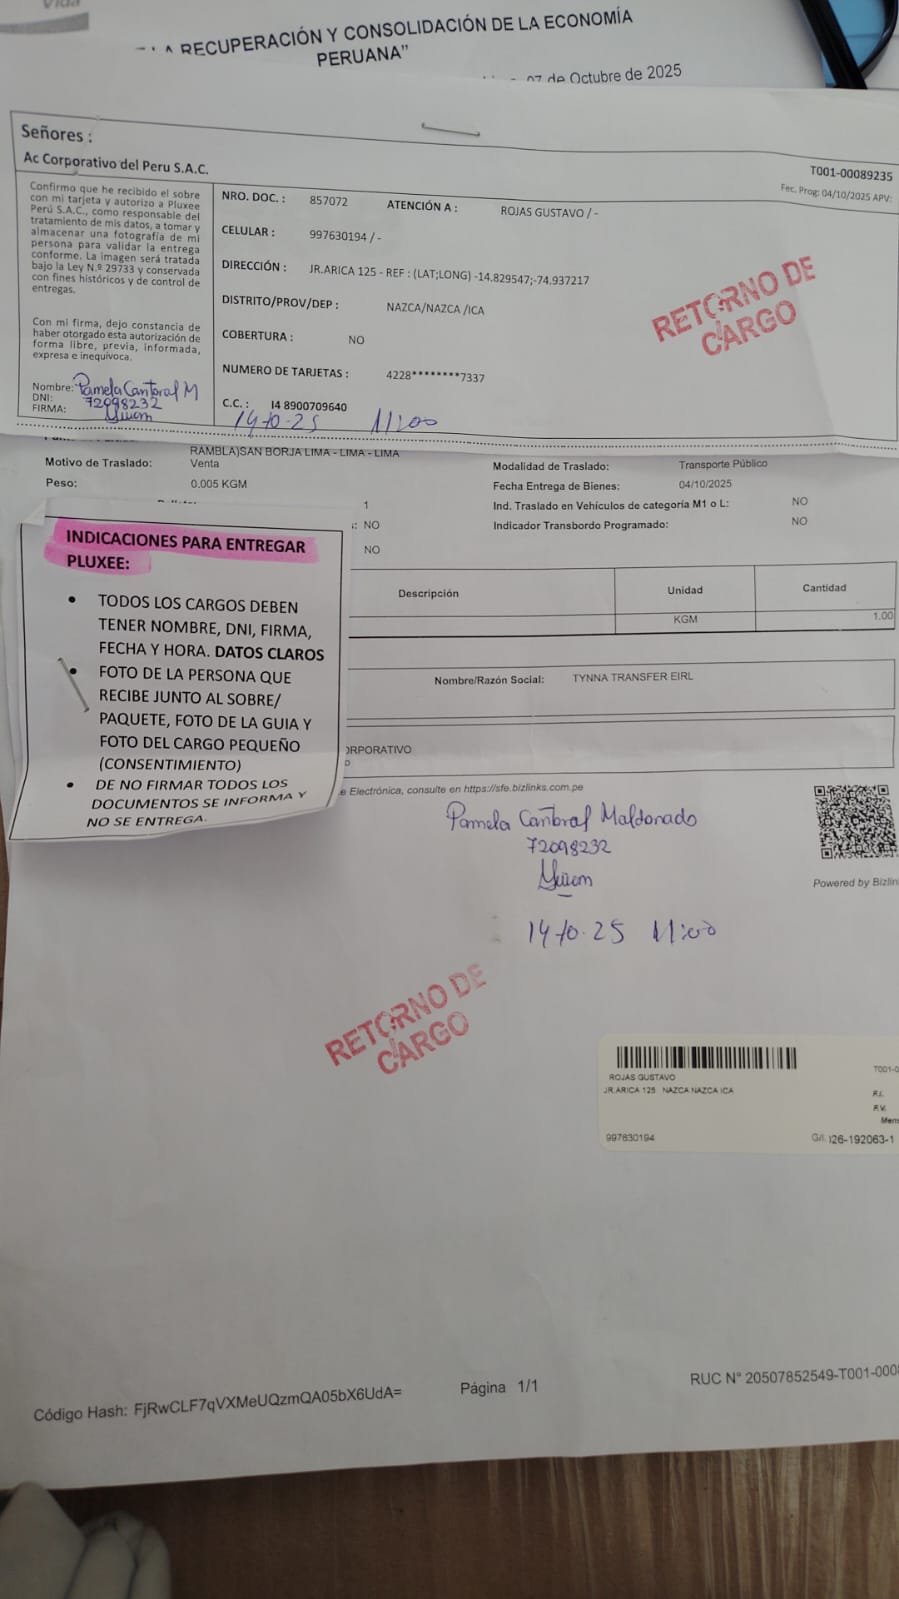 Vida
LA RECUPERACIÓN Y CONSOLIDACIÓN DE LA ECONOMÍA
PERUANA”
07 de Octubre de 2025
Señores :
Ac Corporativo del Peru S.A.C.
T001-00089235
Fec. Prog: 04/10/2025 APV:
Confirmo que he recibido el sobre
con mi tarjeta y autorizo a Pluxee
Perú S.A.C., como responsable del
tratamiento de mis datos, a tomar y
almacenar una fotografía de mi
persona para validar la entrega
conforme. La imagen será tratada
bajo la Ley N.º 29733 y conservada
con fines históricos y de control de
entregas.
Con mi firma, dejo constancia de
haber otorgado esta autorización de
forma libre, previa, informada,
expresa e inequívoca.
Nombre: Pamela Cantoral M
DNI: 72098232
FIRMA:
NRO. DOC. : 857072 ATENCIÓN A : ROJAS GUSTAVO / -
CELULAR : 997630194 / -
DIRECCIÓN : JR.ARICA 125 - REF : (LAT;LONG) -14.829547;-74.937217
DISTRITO/PROV/DEP : NAZCA/NAZCA /ICA
COBERTURA : NO
NUMERO DE TARJETAS : 4228********7337
C.C. : I4 8900709640
14-10-25 11:00
RETORNO DE
CARGO
RAMBLA)SAN BORJA LIMA - LIMA - LIMA
Motivo de Traslado: Venta Modalidad de Traslado: Transporte Público
Peso: 0.005 KGM Fecha Entrega de Bienes: 04/10/2025
1 Ind. Traslado en Vehículos de categoría M1 o L: NO
: NO Indicador Transbordo Programado: NO
NO
INDICACIONES PARA ENTREGAR
PLUXEE:
• TODOS LOS CARGOS DEBEN
TENER NOMBRE, DNI, FIRMA,
FECHA Y HORA. DATOS CLAROS
• FOTO DE LA PERSONA QUE
RECIBE JUNTO AL SOBRE/
PAQUETE, FOTO DE LA GUIA Y
FOTO DEL CARGO PEQUEÑO
(CONSENTIMIENTO)
• DE NO FIRMAR TODOS LOS
DOCUMENTOS SE INFORMA Y
NO SE ENTREGA.
Descripción Unidad Cantidad
KGM 1.00
Nombre/Razón Social: TYNNA TRANSFER EIRL
ORPORATIVO
e Electrónica, consulte en https://sfe.bizlinks.com.pe
Pamela Cantoral Maldonado
72098232
14-10-25 11:00
Powered by Bizlin
RETORNO DE
CARGO
ROJAS GUSTAVO T001-0
JR.ARICA 125 NAZCA NAZCA ICA
R.I.
R.V.
Mem
997630194 G/I. 026-192063-1
Código Hash: FjRwCLF7qVXMeUQzmQA05bX6UdA= Página 1/1 RUC N° 20507852549-T001-000